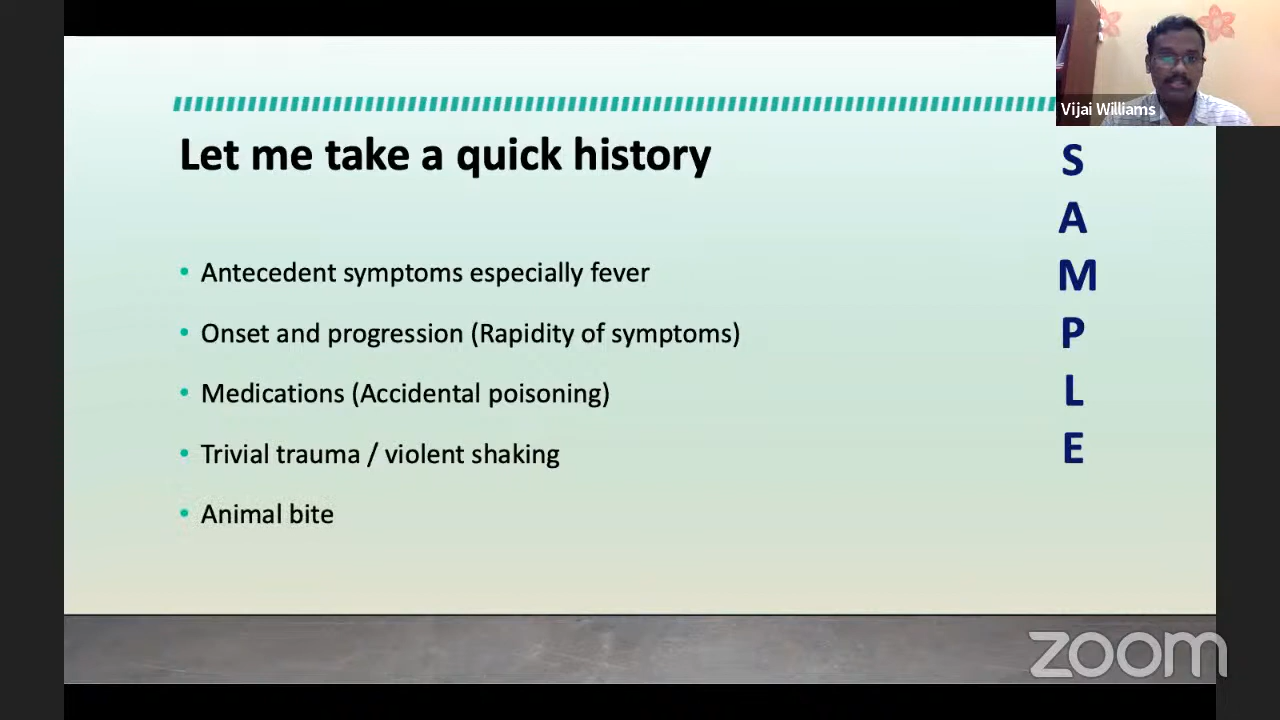 Vijai Williams
Let me take a quick history
• Antecedent symptoms especially fever
• Onset and progression (Rapidity of symptoms)
• Medications (Accidental poisoning)
• Trivial trauma / violent shaking
• Animal bite
S
A
M
P
L
E
zoom